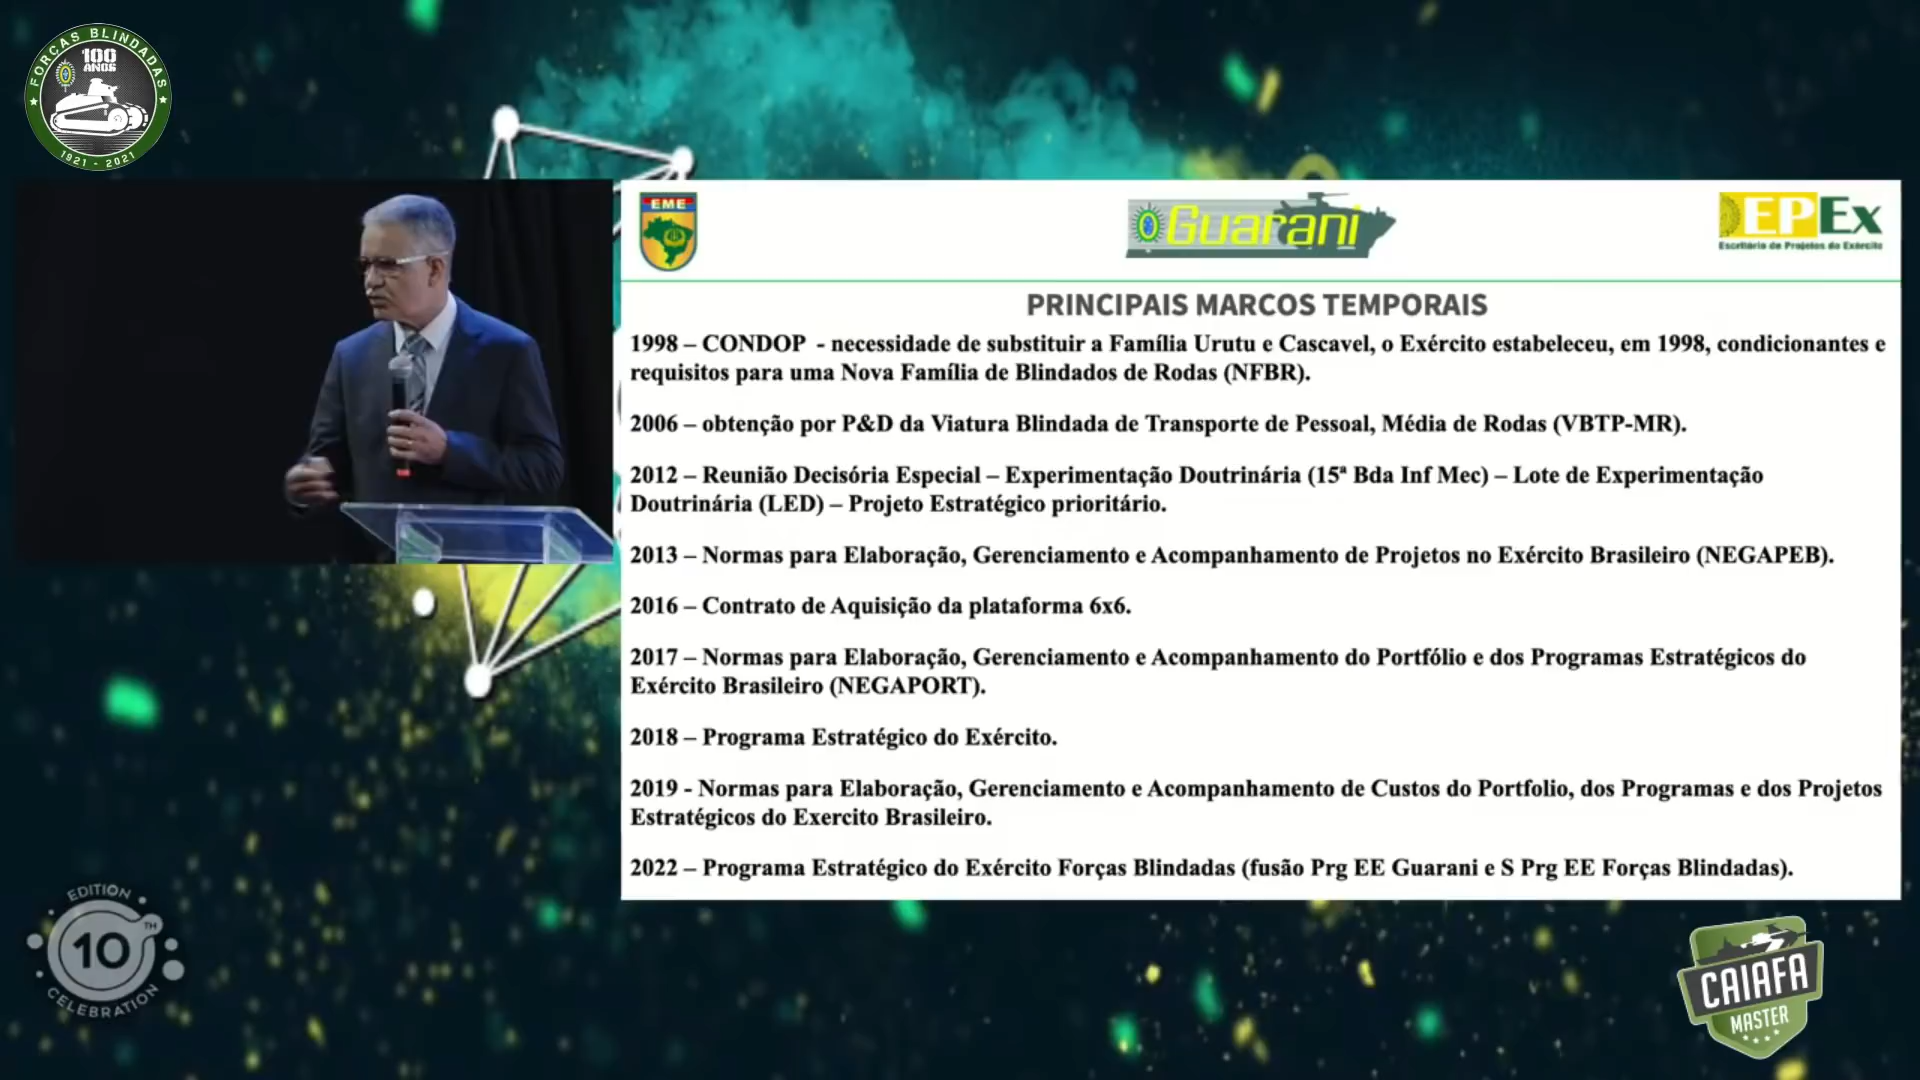 FORÇAS BLINDADAS
100
ANOS
1921 - 2021
EME
Guarani
EPEx
Escritório de Projetos do Exército
PRINCIPAIS MARCOS TEMPORAIS
1998 – CONDOP - necessidade de substituir a Família Urutu e Cascavel, o Exército estabeleceu, em 1998, condicionantes e
requisitos para uma Nova Família de Blindados de Rodas (NFBR).
2006 – obtenção por P&D da Viatura Blindada de Transporte de Pessoal, Média de Rodas (VBTP-MR).
2012 – Reunião Decisória Especial – Experimentação Doutrinária (15ª Bda Inf Mec) – Lote de Experimentação
Doutrinária (LED) – Projeto Estratégico prioritário.
2013 – Normas para Elaboração, Gerenciamento e Acompanhamento de Projetos no Exército Brasileiro (NEGAPEB).
2016 – Contrato de Aquisição da plataforma 6x6.
2017 – Normas para Elaboração, Gerenciamento e Acompanhamento do Portfólio e dos Programas Estratégicos do
Exército Brasileiro (NEGAPORT).
2018 – Programa Estratégico do Exército.
2019 - Normas para Elaboração, Gerenciamento e Acompanhamento de Custos do Portfolio, dos Programas e dos Projetos
Estratégicos do Exercito Brasileiro.
2022 – Programa Estratégico do Exército Forças Blindadas (fusão Prg EE Guarani e S Prg EE Forças Blindadas).
EDITION
10TH
CELEBRATION
CAIAFA
MASTER